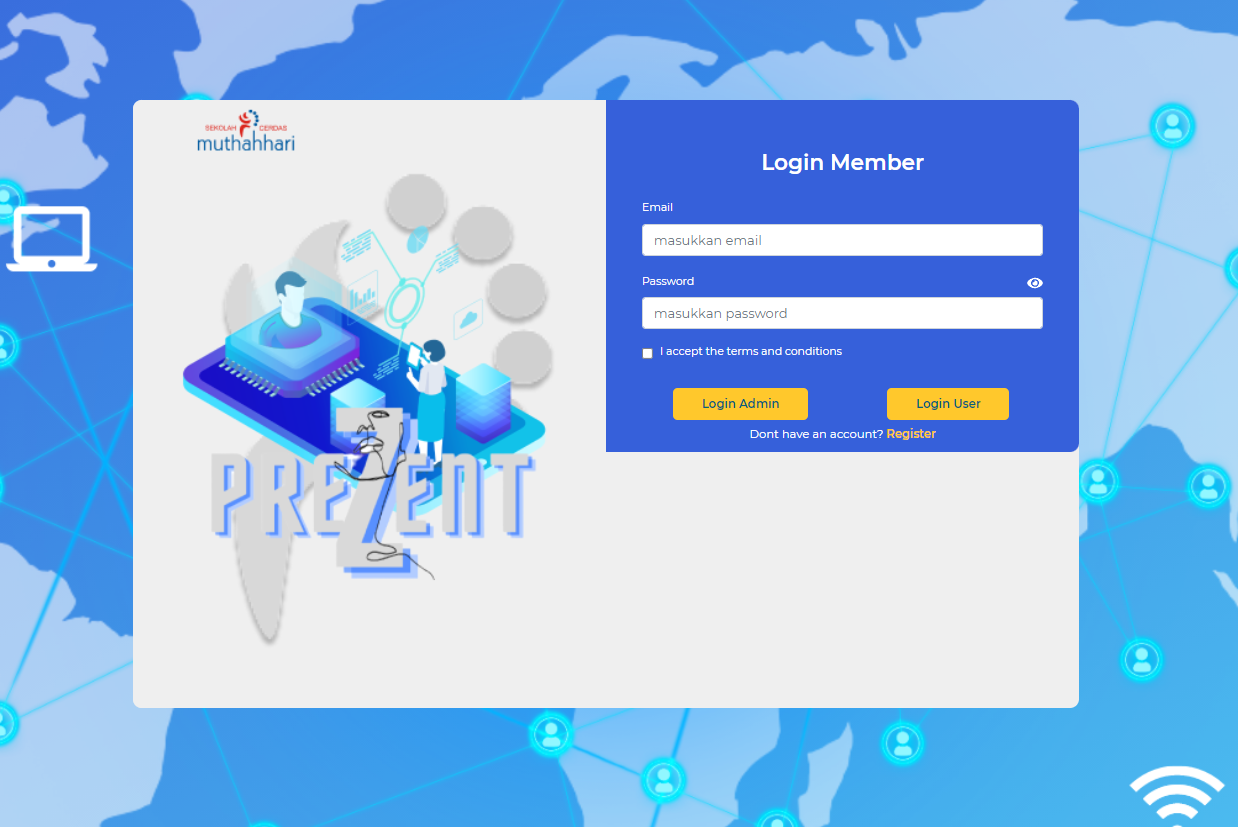 SEKOLAH CERDAS
muthahhari
PREZENT
Login Member
Email
masukkan email
Password
masukkan password
I accept the terms and conditions
Login Admin
Login User
Dont have an account? Register